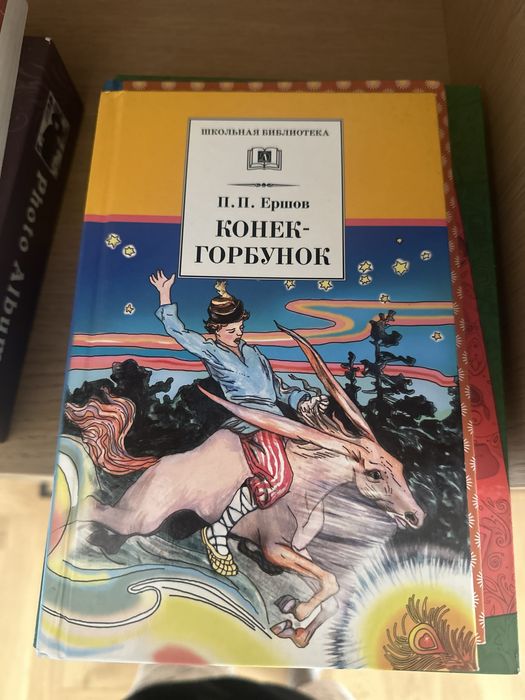 ШКОЛЬНАЯ БИБЛИОТЕКА
П.П. Ершов
КОНЕК-
ГОРБУНОК
Photo Album